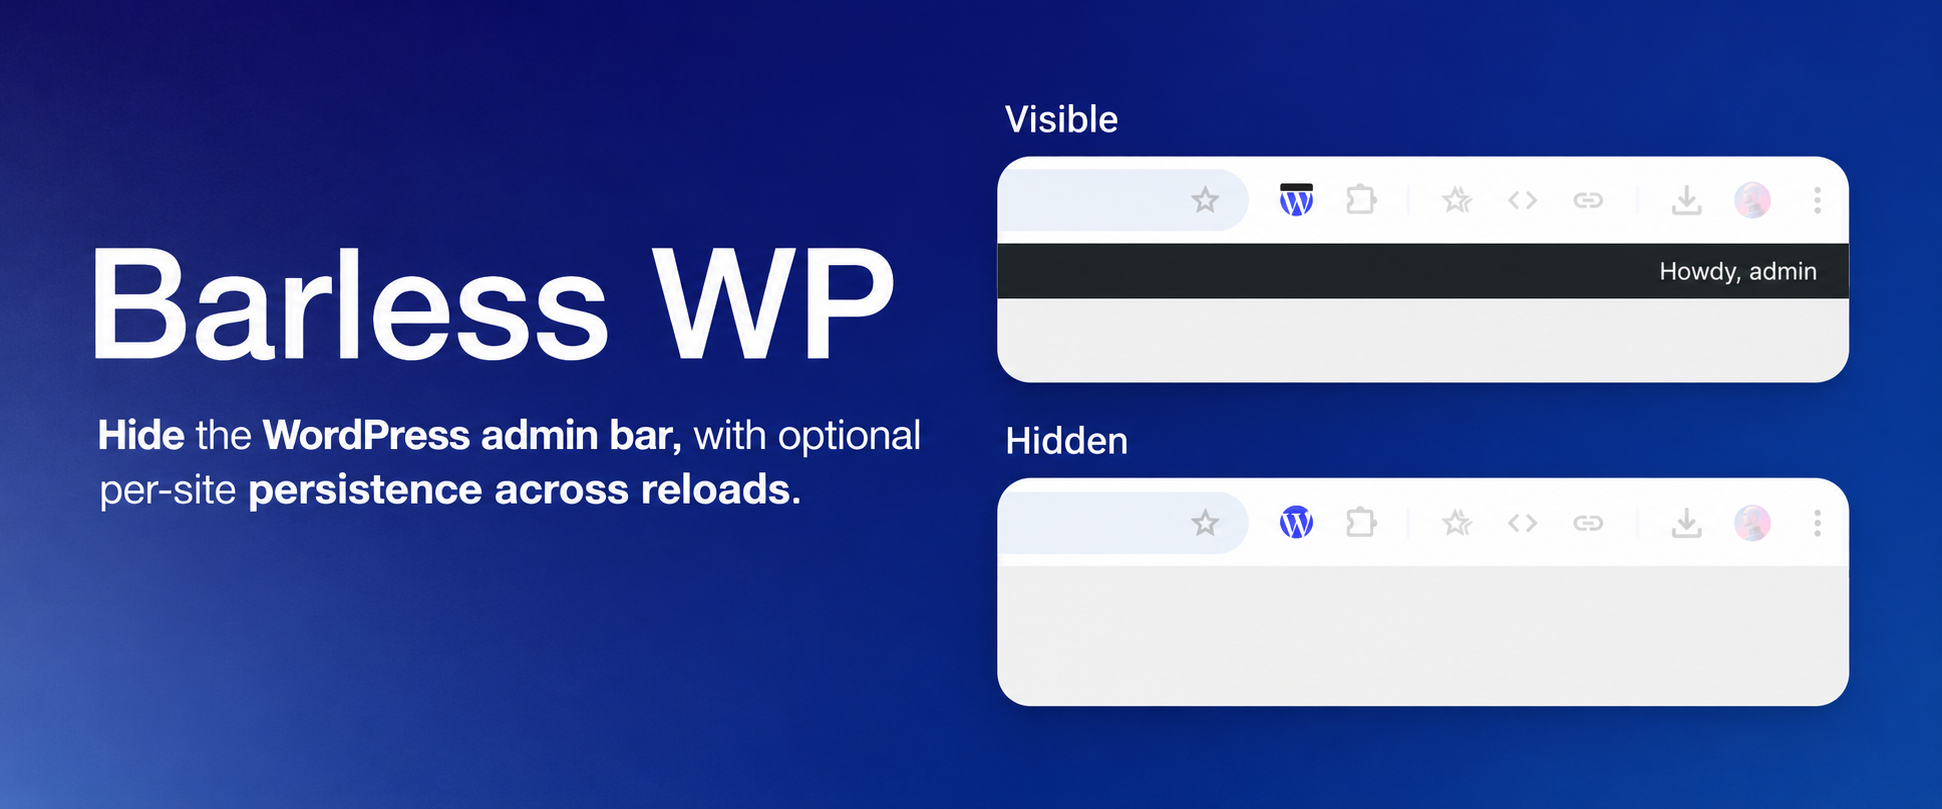 Barless WP
Hide the WordPress admin bar, with optional
per-site persistence across reloads.
Visible
Howdy, admin
Hidden